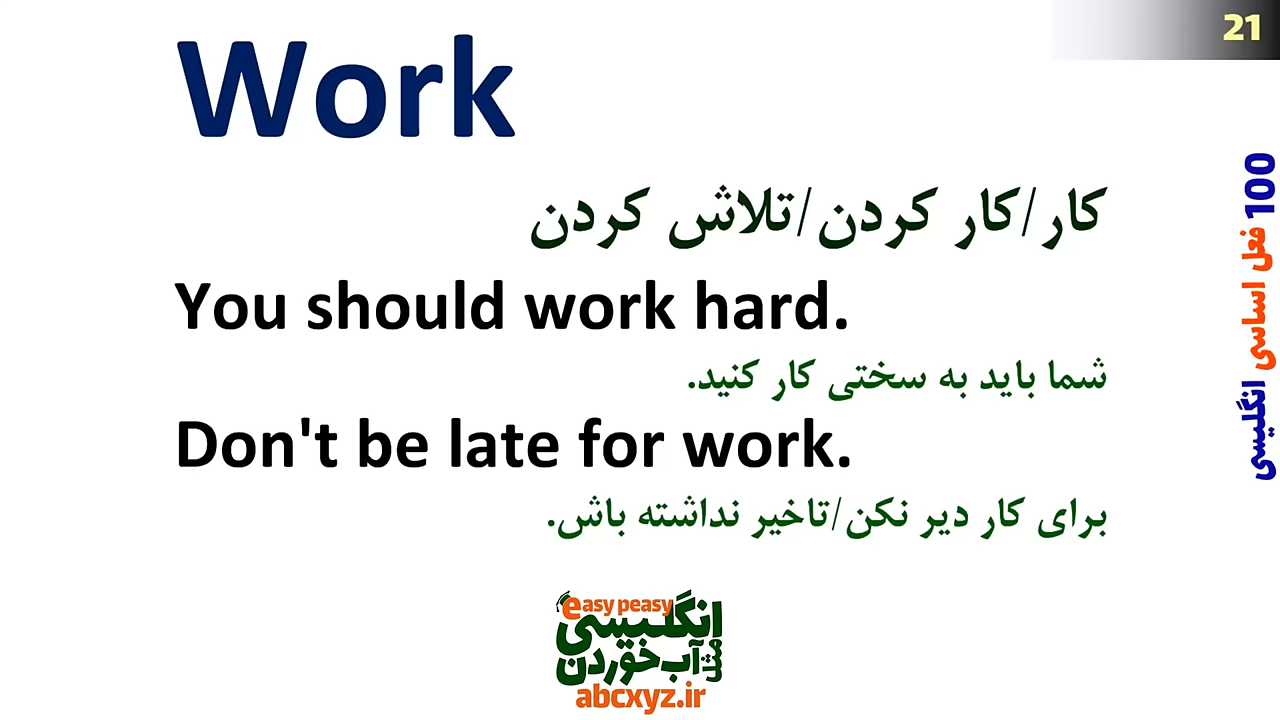 21
Work
کار/کار کردن/تلاش کردن
You should work hard.
شما باید به سختی کار کنید.
Don't be late for work.
برای کار دیر نکن/تاخیر نداشته باش.
100 فعل اساسی انگلیسی
easy peasy
انگلیسی
مثل آب خوردن
abcxyz.ir